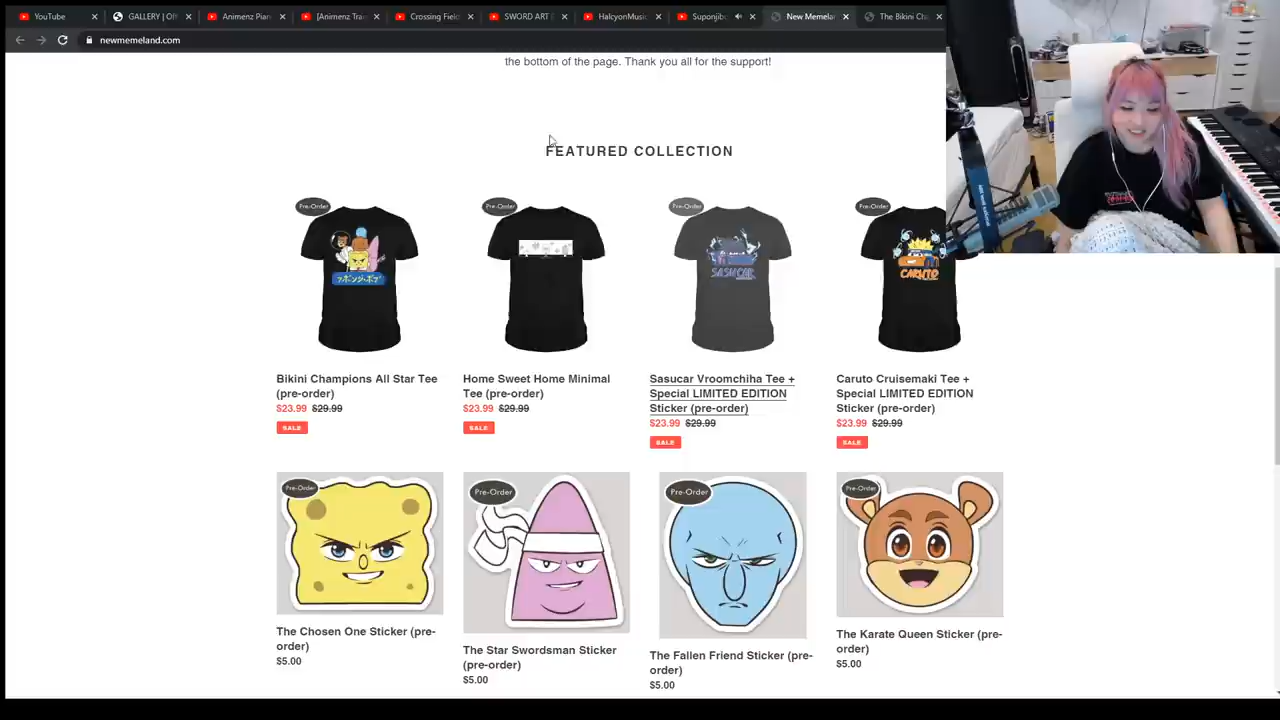 YouTube
GALLERY | Of
Animenz Pian
[Animenz Tra
Crossing Fiel
SWORD ART
HalcyonMusi
Suponjibo
New Memela
The Bikini Ch
newmemeland.com
the bottom of the page. Thank you all for the support!
FEATURED COLLECTION
Pre-Order
Pre-Order
Pre-Order
Pre-Order
SASUCAR
CARUTO
Bikini Champions All Star Tee
(pre-order)
$23.99 $29.99
SALE
Home Sweet Home Minimal
Tee (pre-order)
$23.99 $29.99
SALE
Sasucar Vroomchiha Tee +
Special LIMITED EDITION
Sticker (pre-order)
$23.99 $29.99
SALE
Caruto Cruisemaki Tee +
Special LIMITED EDITION
Sticker (pre-order)
$23.99 $29.99
SALE
Pre-Order
Pre-Order
Pre-Order
Pre-Order
The Chosen One Sticker (pre-
order)
$5.00
The Star Swordsman Sticker
(pre-order)
$5.00
The Fallen Friend Sticker (pre-
order)
$5.00
The Karate Queen Sticker (pre-
order)
$5.00